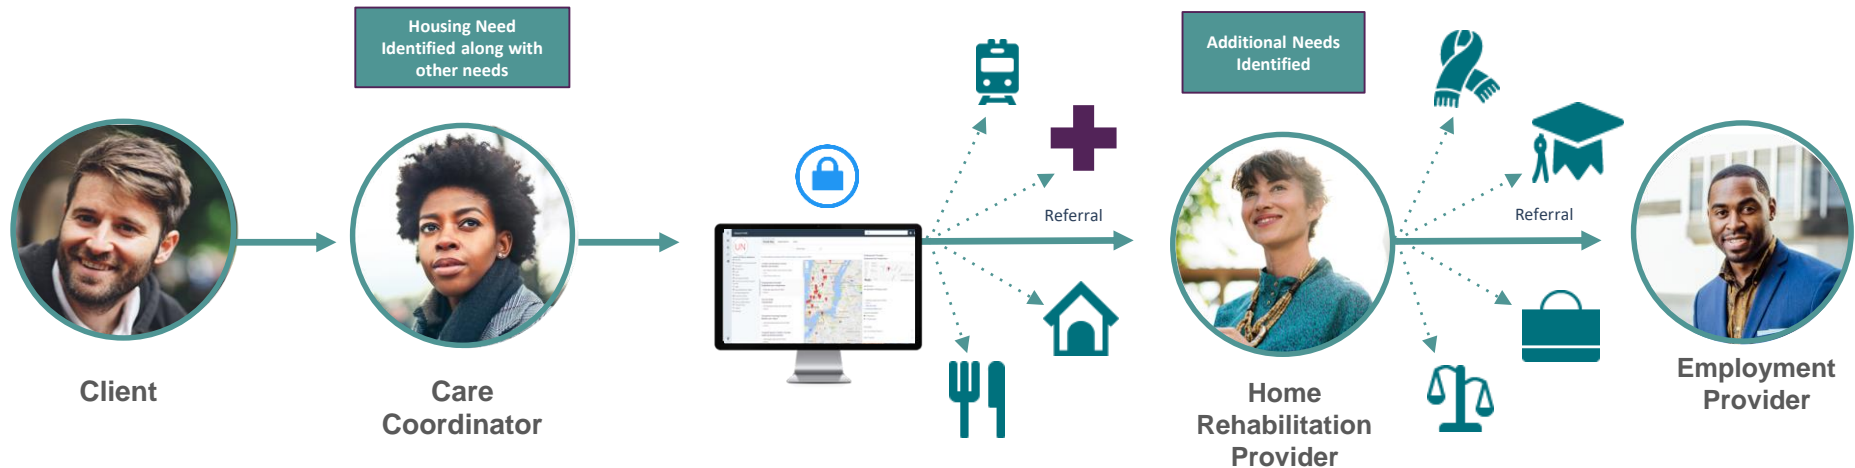 Housing Need
Identified along with
other needs
Additional Needs
Identified
Referral
Referral
Client
Care
Coordinator
Home
Rehabilitation
Provider
Employment
Provider